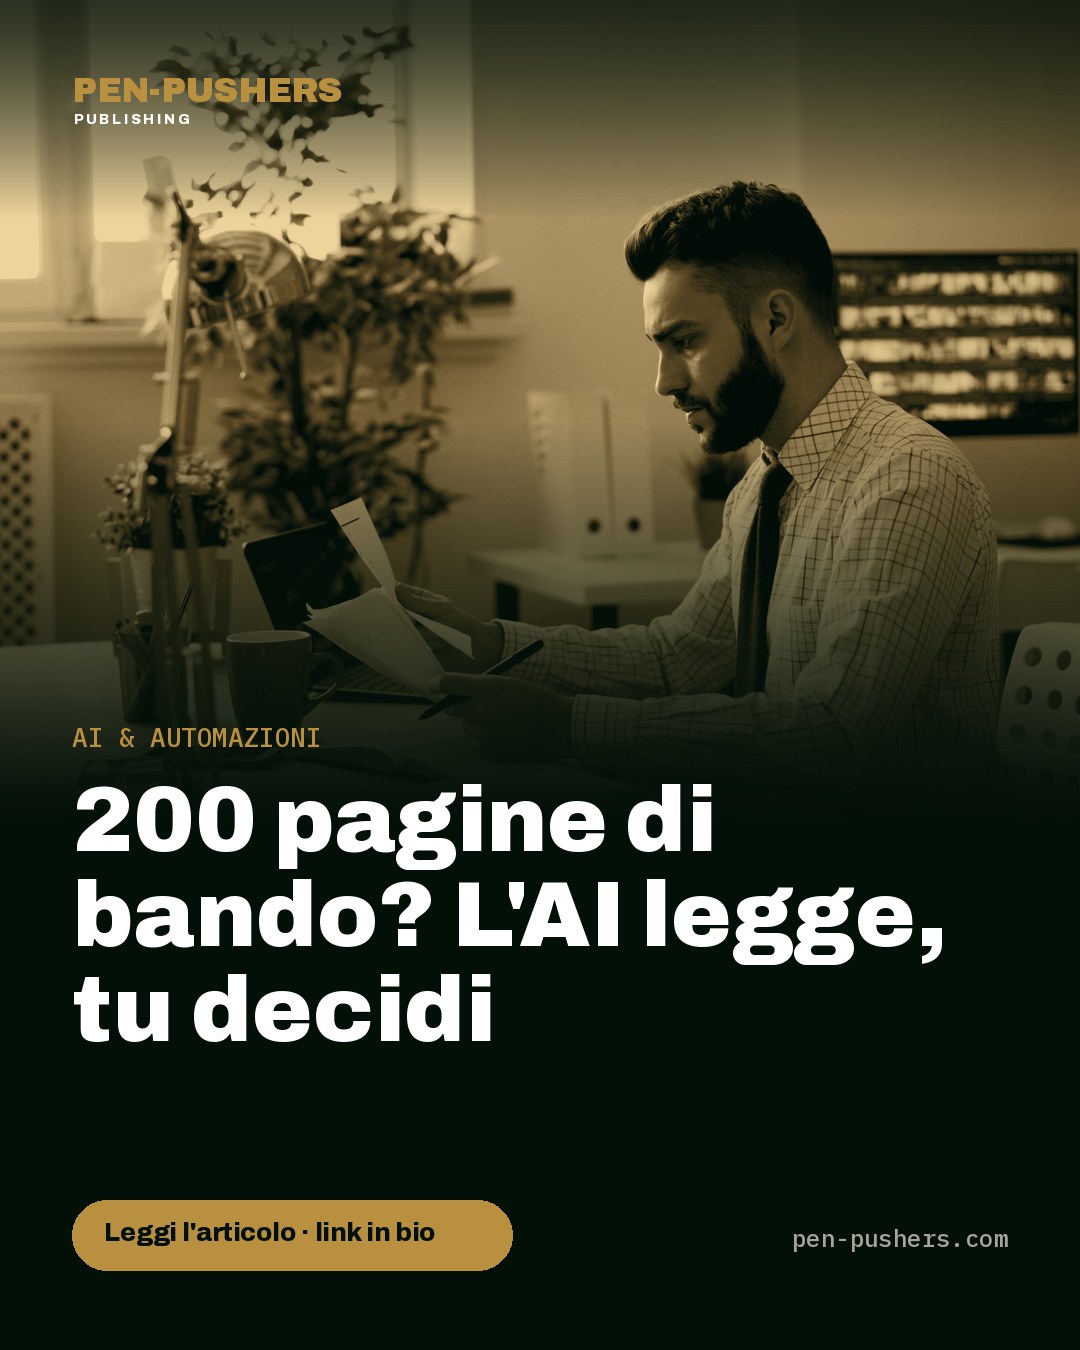 PEN-PUSHERS
PUBLISHING
AI & AUTOMAZIONI
200 pagine di
bando? L'AI legge,
tu decidi
Leggi l'articolo · link in bio
pen-pushers.com